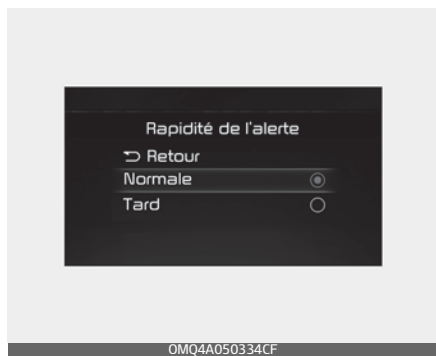 Rapidité de l'alerte
Retour
Normale
Tard
OMQ4A050334CF